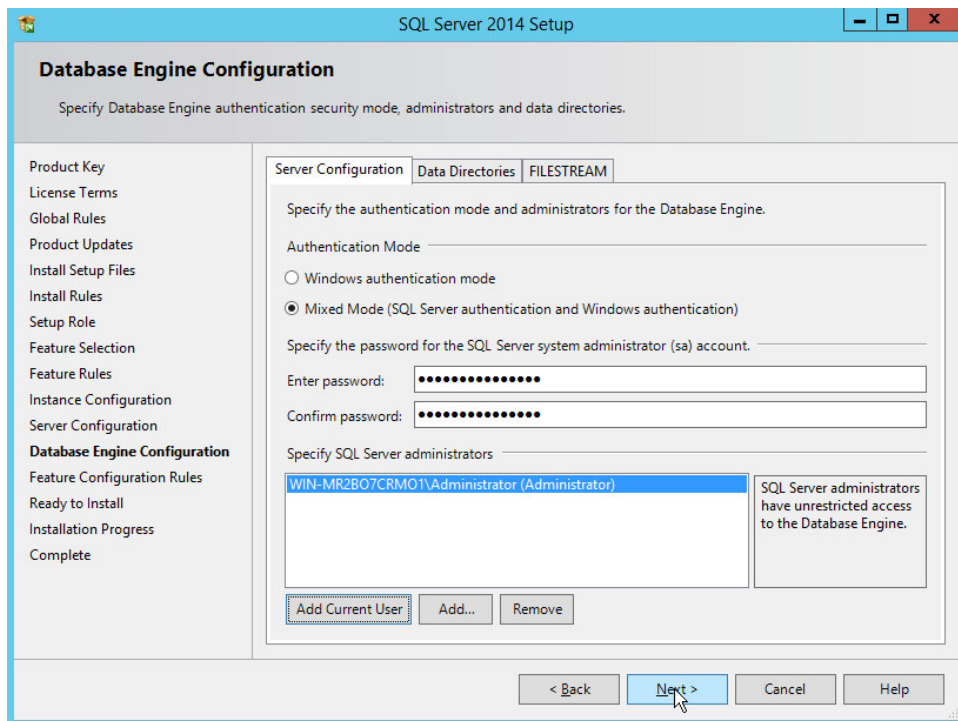 SQL Server 2014 Setup
Database Engine Configuration
Specify Database Engine authentication security mode, administrators and data directories.
Product Key
License Terms
Global Rules
Product Updates
Install Setup Files
Install Rules
Setup Role
Feature Selection
Feature Rules
Instance Configuration
Server Configuration
Database Engine Configuration
Feature Configuration Rules
Ready to Install
Installation Progress
Complete
Server Configuration Data Directories FILESTREAM
Specify the authentication mode and administrators for the Database Engine.
Authentication Mode
Windows authentication mode
Mixed Mode (SQL Server authentication and Windows authentication)
Specify the password for the SQL Server system administrator (sa) account.
Enter password: ●●●●●●●●●●●●●●●
Confirm password: ●●●●●●●●●●●●●●●
Specify SQL Server administrators
WIN-MR2BO7CRMO1\Administrator (Administrator)
SQL Server administrators
have unrestricted access
to the Database Engine.
Add Current User Add... Remove
< Back Next > Cancel Help